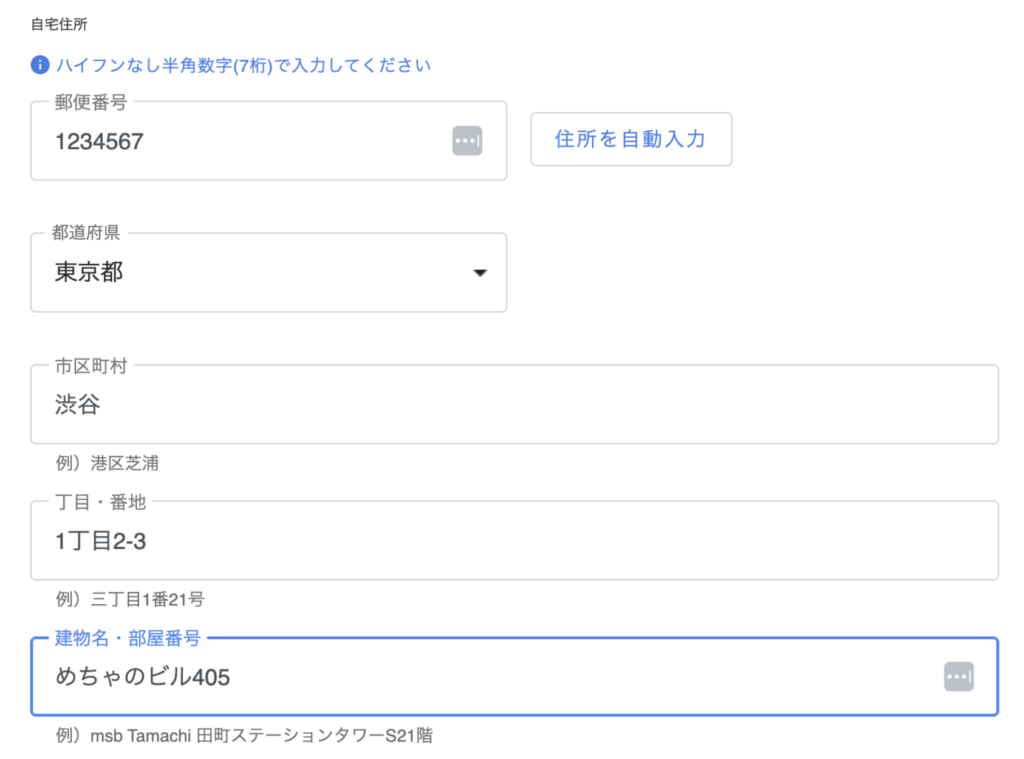 自宅住所
ハイフンなし半角数字(7桁)で入力してください
郵便番号
1234567
住所を自動入力
都道府県
東京都
市区町村
渋谷
例）港区芝浦
丁目・番地
1丁目2-3
例）三丁目1番21号
建物名・部屋番号
めちゃのビル405
例）msb Tamachi 田町ステーションタワーS21階